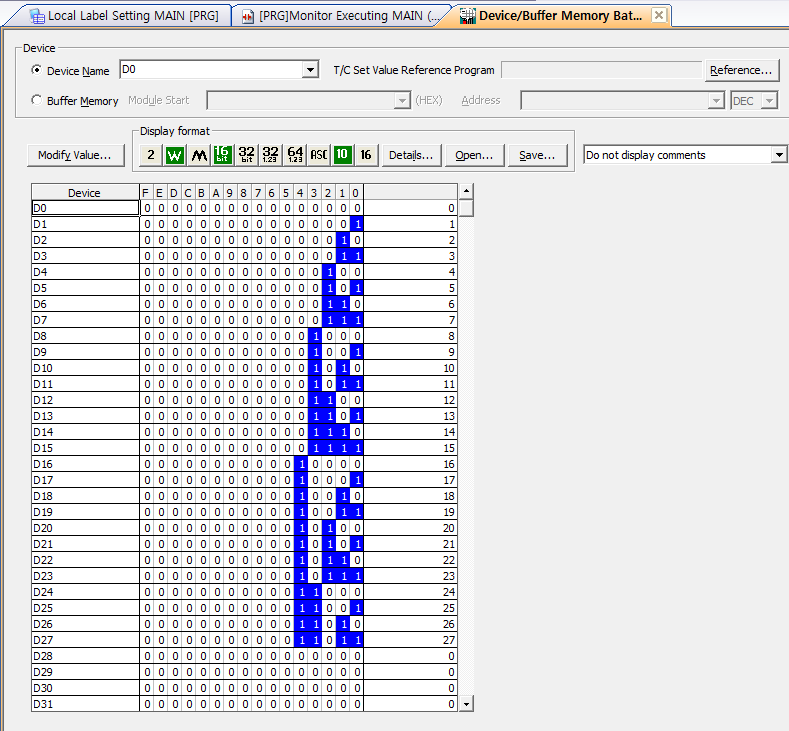 Local Label Setting MAIN [PRG] [PRG]Monitor Executing MAIN (... Device/Buffer Memory Bat...
Device
Device Name D0 T/C Set Value Reference Program Reference...
Buffer Memory Module Start (HEX) Address DEC
Display format
Modify Value... 2 W M 16 bit 32 bit 32 1.23 64 1.23 ASC 10 16 Details... Open... Save... Do not display comments
Device F E D C B A 9 8 7 6 5 4 3 2 1 0
D0 0 0 0 0 0 0 0 0 0 0 0 0 0 0 0 0 0
D1 0 0 0 0 0 0 0 0 0 0 0 0 0 0 0 1 1
D2 0 0 0 0 0 0 0 0 0 0 0 0 0 0 1 0 2
D3 0 0 0 0 0 0 0 0 0 0 0 0 0 0 1 1 3
D4 0 0 0 0 0 0 0 0 0 0 0 0 0 1 0 0 4
D5 0 0 0 0 0 0 0 0 0 0 0 0 0 1 0 1 5
D6 0 0 0 0 0 0 0 0 0 0 0 0 0 1 1 0 6
D7 0 0 0 0 0 0 0 0 0 0 0 0 0 1 1 1 7
D8 0 0 0 0 0 0 0 0 0 0 0 0 1 0 0 0 8
D9 0 0 0 0 0 0 0 0 0 0 0 0 1 0 0 1 9
D10 0 0 0 0 0 0 0 0 0 0 0 0 1 0 1 0 10
D11 0 0 0 0 0 0 0 0 0 0 0 0 1 0 1 1 11
D12 0 0 0 0 0 0 0 0 0 0 0 0 1 1 0 0 12
D13 0 0 0 0 0 0 0 0 0 0 0 0 1 1 0 1 13
D14 0 0 0 0 0 0 0 0 0 0 0 0 1 1 1 0 14
D15 0 0 0 0 0 0 0 0 0 0 0 0 1 1 1 1 15
D16 0 0 0 0 0 0 0 0 0 0 0 1 0 0 0 0 16
D17 0 0 0 0 0 0 0 0 0 0 0 1 0 0 0 1 17
D18 0 0 0 0 0 0 0 0 0 0 0 1 0 0 1 0 18
D19 0 0 0 0 0 0 0 0 0 0 0 1 0 0 1 1 19
D20 0 0 0 0 0 0 0 0 0 0 0 1 0 1 0 0 20
D21 0 0 0 0 0 0 0 0 0 0 0 1 0 1 0 1 21
D22 0 0 0 0 0 0 0 0 0 0 0 1 0 1 1 0 22
D23 0 0 0 0 0 0 0 0 0 0 0 1 0 1 1 1 23
D24 0 0 0 0 0 0 0 0 0 0 0 1 1 0 0 0 24
D25 0 0 0 0 0 0 0 0 0 0 0 1 1 0 0 1 25
D26 0 0 0 0 0 0 0 0 0 0 0 1 1 0 1 0 26
D27 0 0 0 0 0 0 0 0 0 0 0 1 1 0 1 1 27
D28 0 0 0 0 0 0 0 0 0 0 0 0 0 0 0 0 0
D29 0 0 0 0 0 0 0 0 0 0 0 0 0 0 0 0 0
D30 0 0 0 0 0 0 0 0 0 0 0 0 0 0 0 0 0
D31 0 0 0 0 0 0 0 0 0 0 0 0 0 0 0 0 0